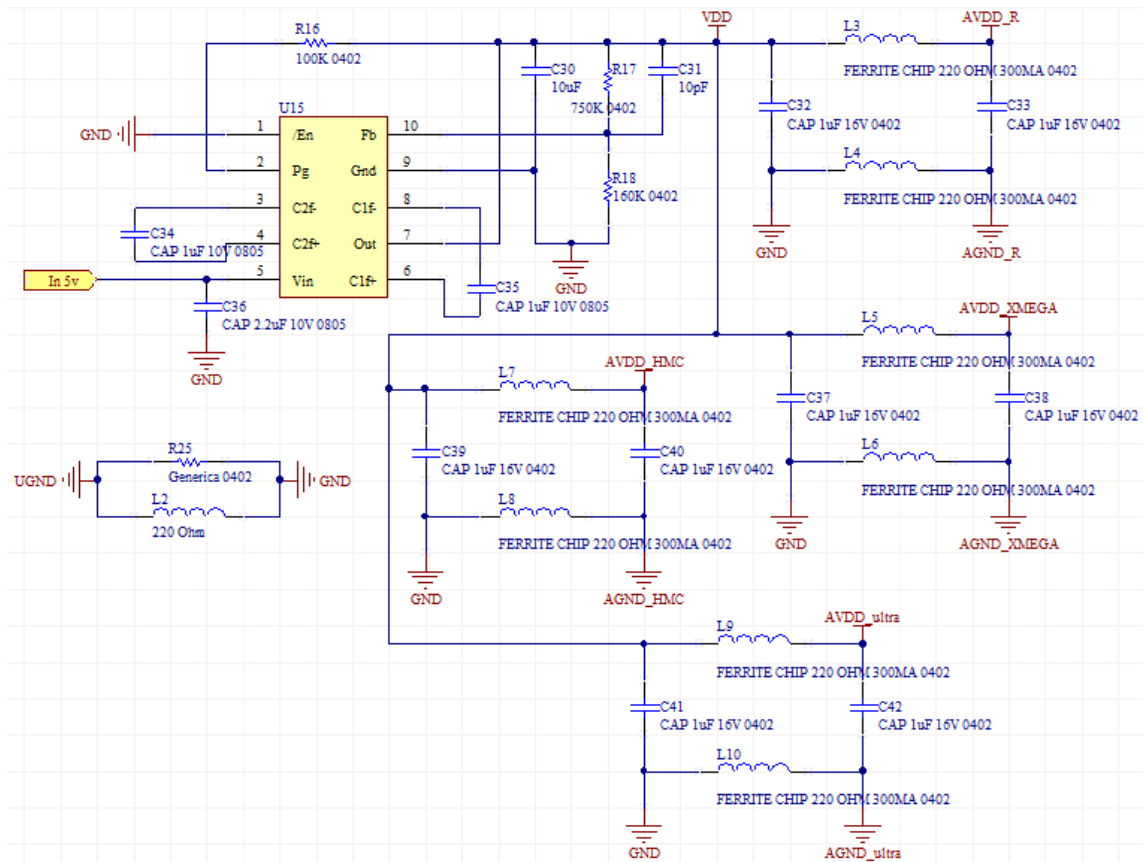 R16
100K 0402
VDD
L3
AVDD_R
FERRITE CHIP 220 OHM 300MA 0402
C30
10uF
R17
750K 0402
C31
10pF
C32
CAP 1uF 16V 0402
C33
CAP 1uF 16V 0402
L4
FERRITE CHIP 220 OHM 300MA 0402
GND
AGND_R
U15
GND
1
/En
Fb
10
2
Pg
Gnd
9
3
C2f-
C1f-
8
4
C2f+
Out
7
5
Vin
C1f+
6
R18
160K 0402
GND
C34
CAP 1uF 10V 0805
In 5v
C36
CAP 2.2uF 10V 0805
GND
C35
CAP 1uF 10V 0805
AVDD_XMEGA
L5
FERRITE CHIP 220 OHM 300MA 0402
C37
CAP 1uF 16V 0402
C38
CAP 1uF 16V 0402
L6
FERRITE CHIP 220 OHM 300MA 0402
GND
AGND_XMEGA
AVDD_HMC
L7
FERRITE CHIP 220 OHM 300MA 0402
C39
CAP 1uF 16V 0402
C40
CAP 1uF 16V 0402
L8
FERRITE CHIP 220 OHM 300MA 0402
GND
AGND_HMC
R25
Generica 0402
UGND
GND
L2
220 Ohm
AVDD_ultra
L9
FERRITE CHIP 220 OHM 300MA 0402
C41
CAP 1uF 16V 0402
C42
CAP 1uF 16V 0402
L10
FERRITE CHIP 220 OHM 300MA 0402
GND
AGND_ultra